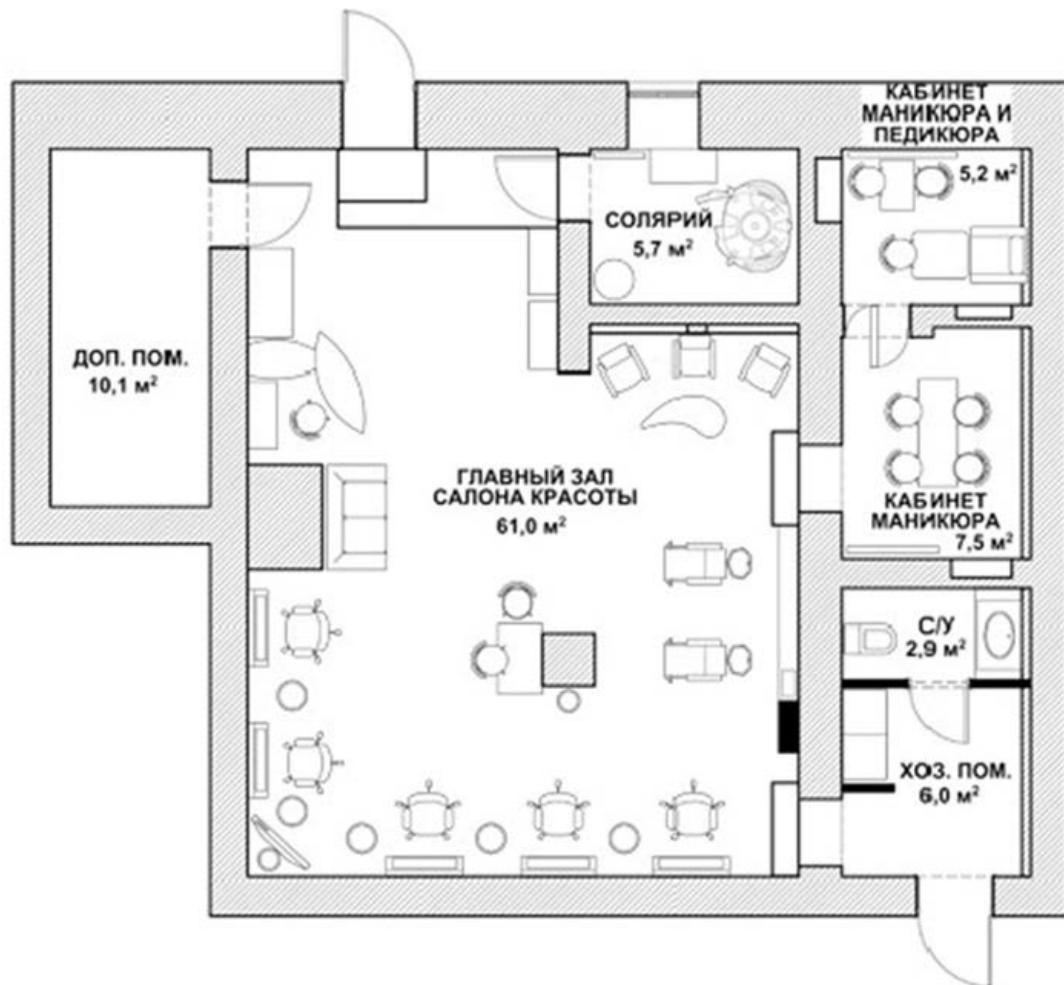 КАБИНЕТ
МАНИКЮРА И
ПЕДИКЮРА
5,2 м²
СОЛЯРИЙ
5,7 м²
ДОП. ПОМ.
10,1 м²
ГЛАВНЫЙ ЗАЛ
САЛОНА КРАСОТЫ
61,0 м²
КАБИНЕТ
МАНИКЮРА
7,5 м²
С/У
2,9 м²
ХОЗ. ПОМ.
6,0 м²